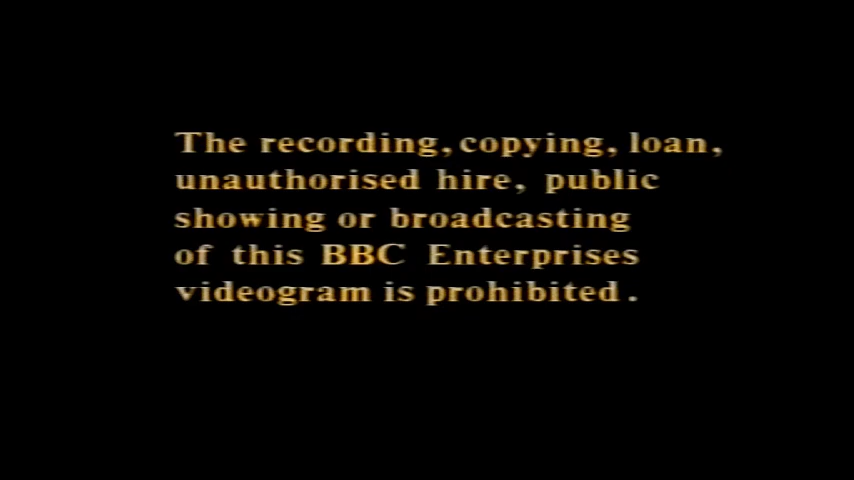 The recording, copying, loan,
unauthorised hire, public
showing or broadcasting
of this BBC Enterprises
videogram is prohibited.